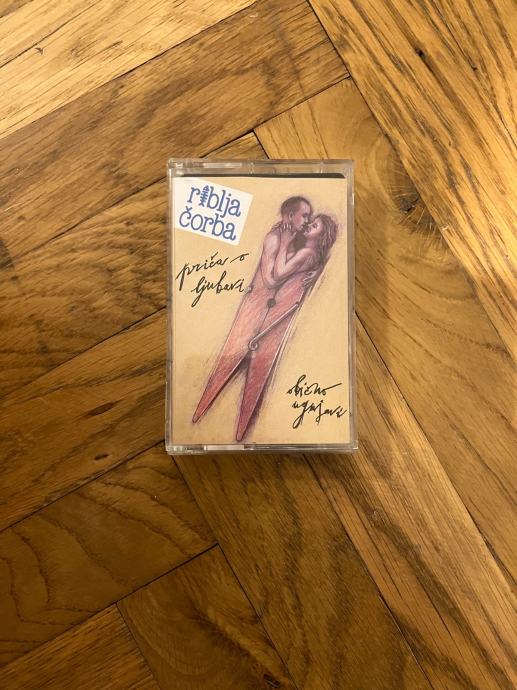 riblja
čorba
priča o
ljubavi
obično
ugnjavi